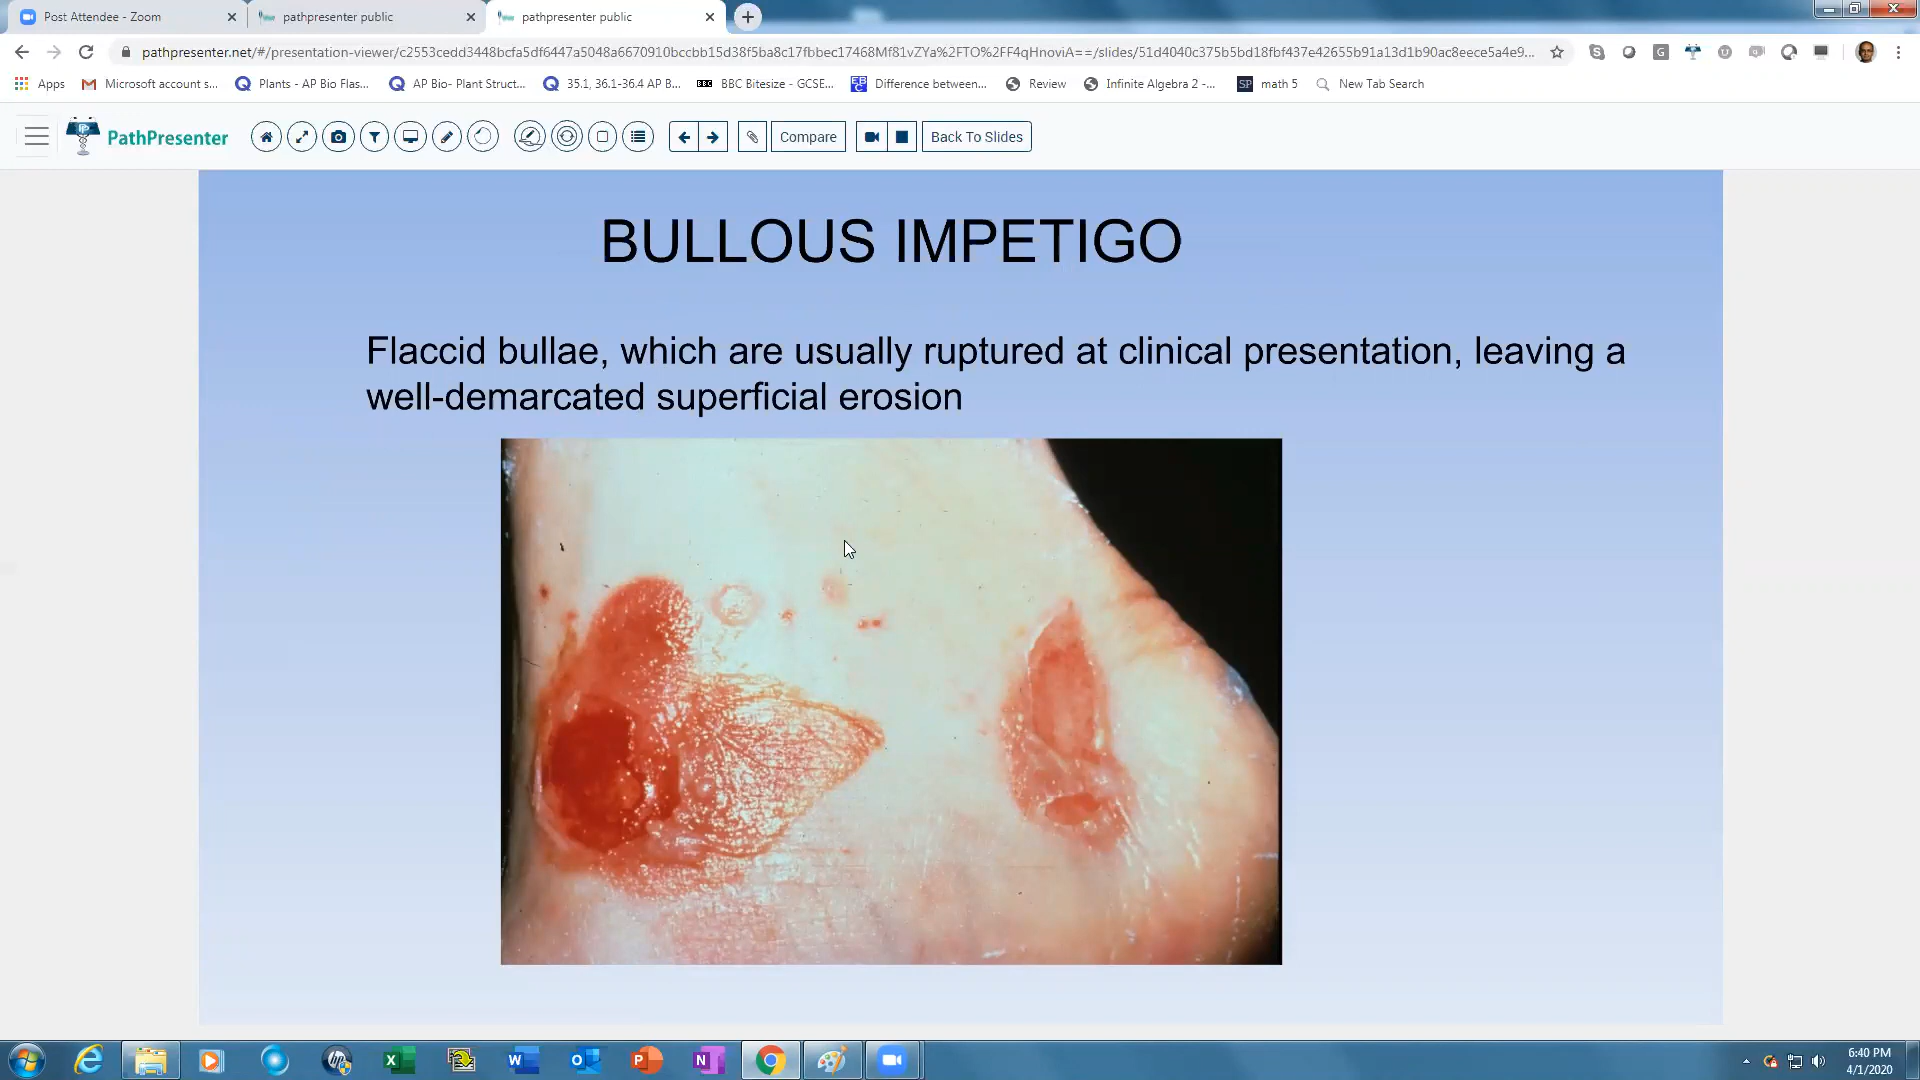 Post Attendee - Zoom
pathpresenter public
pathpresenter public
pathpresenter.net/#/presentation-viewer/c2553cedd3448bcfa5df6447a5048a6670910bccbb15d38f5ba8c17fbbec17468Mf81vZYa%2FTO%2FF4qHnoviA==/slides/51d4040c375b5bd18fbf437e42655b91a13d1b90ac8eece5a4e9...
Apps
Microsoft account s...
Plants - AP Bio Flas...
AP Bio- Plant Struct...
35.1, 36.1-36.4 AP B...
BBC Bitesize - GCSE...
Difference between...
Review
Infinite Algebra 2 -...
math 5
New Tab Search
PathPresenter
Compare
Back To Slides
BULLOUS IMPETIGO
Flaccid bullae, which are usually ruptured at clinical presentation, leaving a
well-demarcated superficial erosion
6:40 PM
4/1/2020